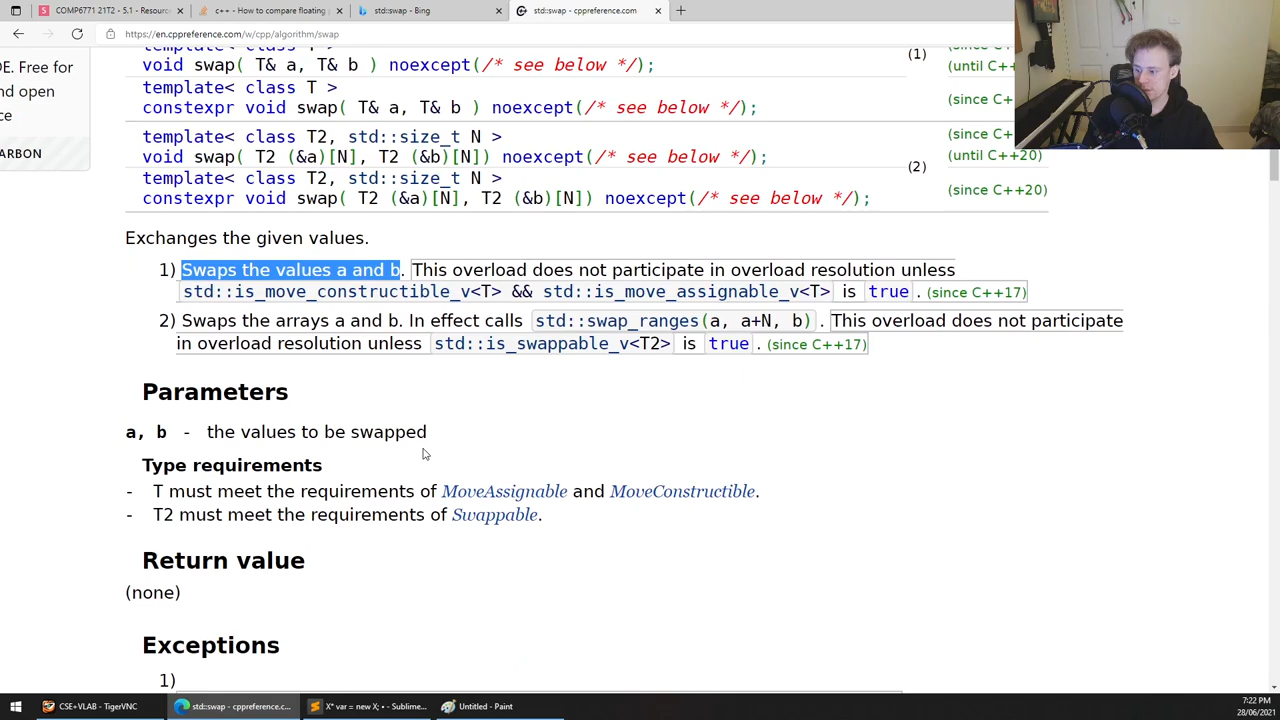 COMP6771 21T2 - 5.1 - Resourc
c++ - How to compare floating p
std::swap - Bing
std::swap - cppreference.com
https://en.cppreference.com/w/cpp/algorithm/swap
DE. Free for
nd open
ce
ARBON
template< class T >
void swap( T& a, T& b ) noexcept(/* see below */);
(1)
(since C++
(until C++
template< class T >
constexpr void swap( T& a, T& b ) noexcept(/* see below */);
(since C+
template< class T2, std::size_t N >
void swap( T2 (&a)[N], T2 (&b)[N]) noexcept(/* see below */);
(2)
(since C+
(until C++20)
template< class T2, std::size_t N >
constexpr void swap( T2 (&a)[N], T2 (&b)[N]) noexcept(/* see below */);
(since C++20)
Exchanges the given values.
1) Swaps the values a and b. This overload does not participate in overload resolution unless
std::is_move_constructible_v<T> && std::is_move_assignable_v<T> is true . (since C++17)
2) Swaps the arrays a and b. In effect calls std::swap_ranges(a, a+N, b) . This overload does not participate
in overload resolution unless std::is_swappable_v<T2> is true . (since C++17)
Parameters
a, b - the values to be swapped
Type requirements
- T must meet the requirements of MoveAssignable and MoveConstructible.
- T2 must meet the requirements of Swappable.
Return value
(none)
Exceptions
1)
CSE+VLAB - TigerVNC
std::swap - cppreference.c...
X* var = new X; • - Sublime...
Untitled - Paint
7:22 PM
28/06/2021